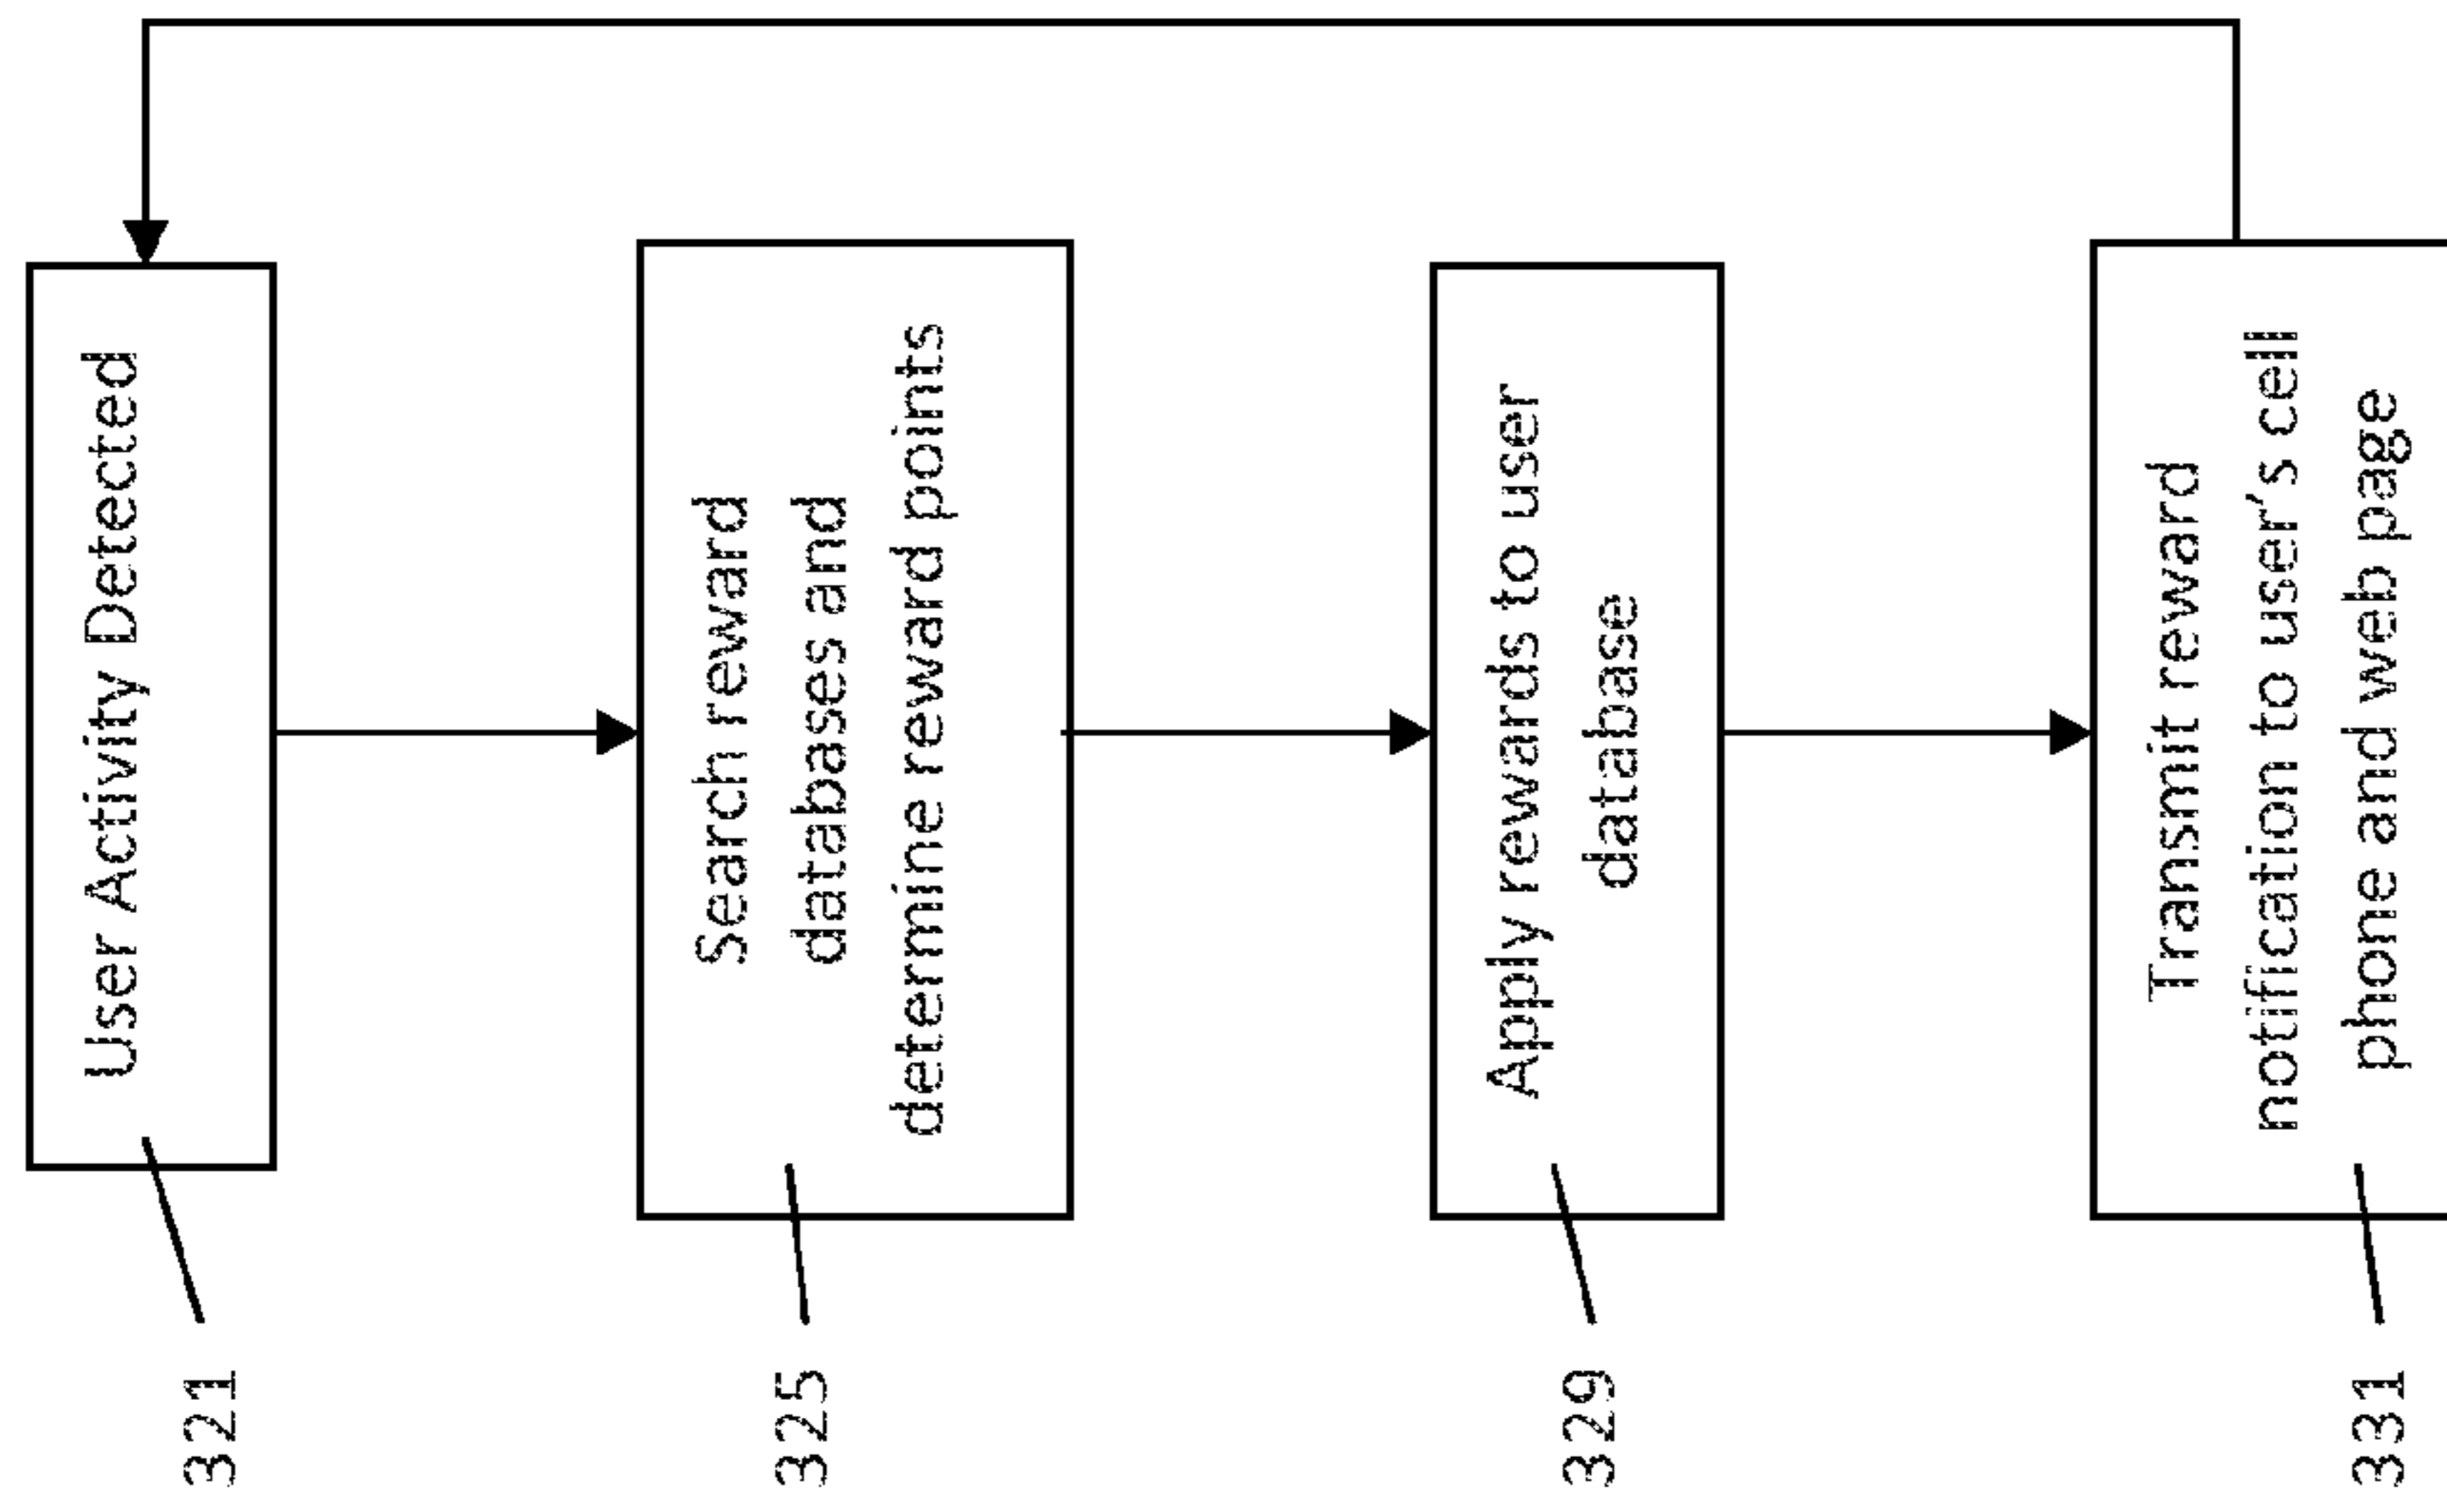 321
User Activity Detected
325
Search reward
databases and
determine reward points
329
Apply rewards to user
database
331
Transmit reward
notification to user's cell
phone and web page